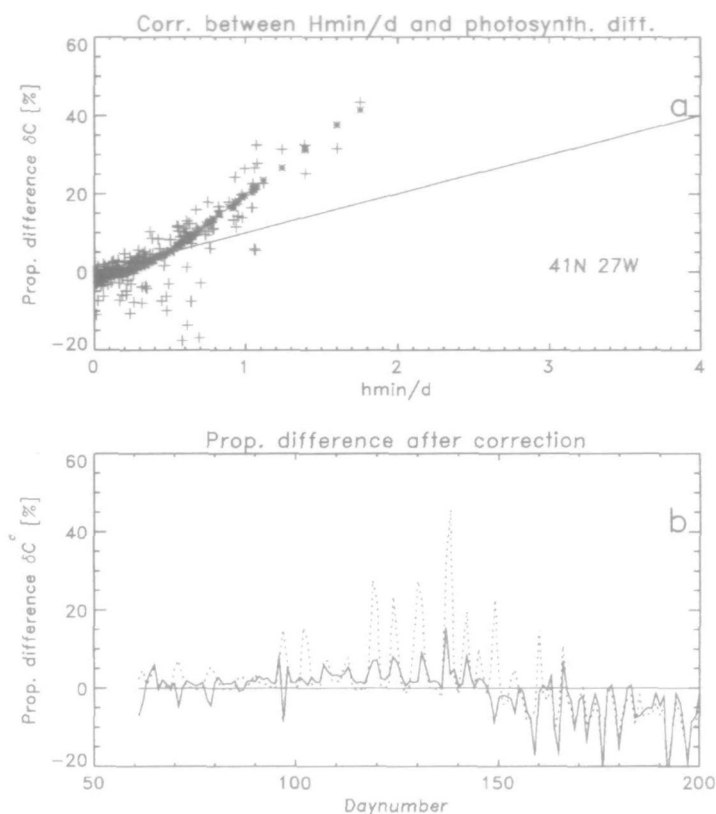 Corr. between Hmin/d and photosynth. diff.
60
40
20
0
-20
Prop. difference δC [%]
a
41N 27W
0 1 2 3 4
hmin/d
Prop. difference after correction
60
40
20
0
-20
Prop. difference δC^c [%]
b
50 100 150 200
Daynumber